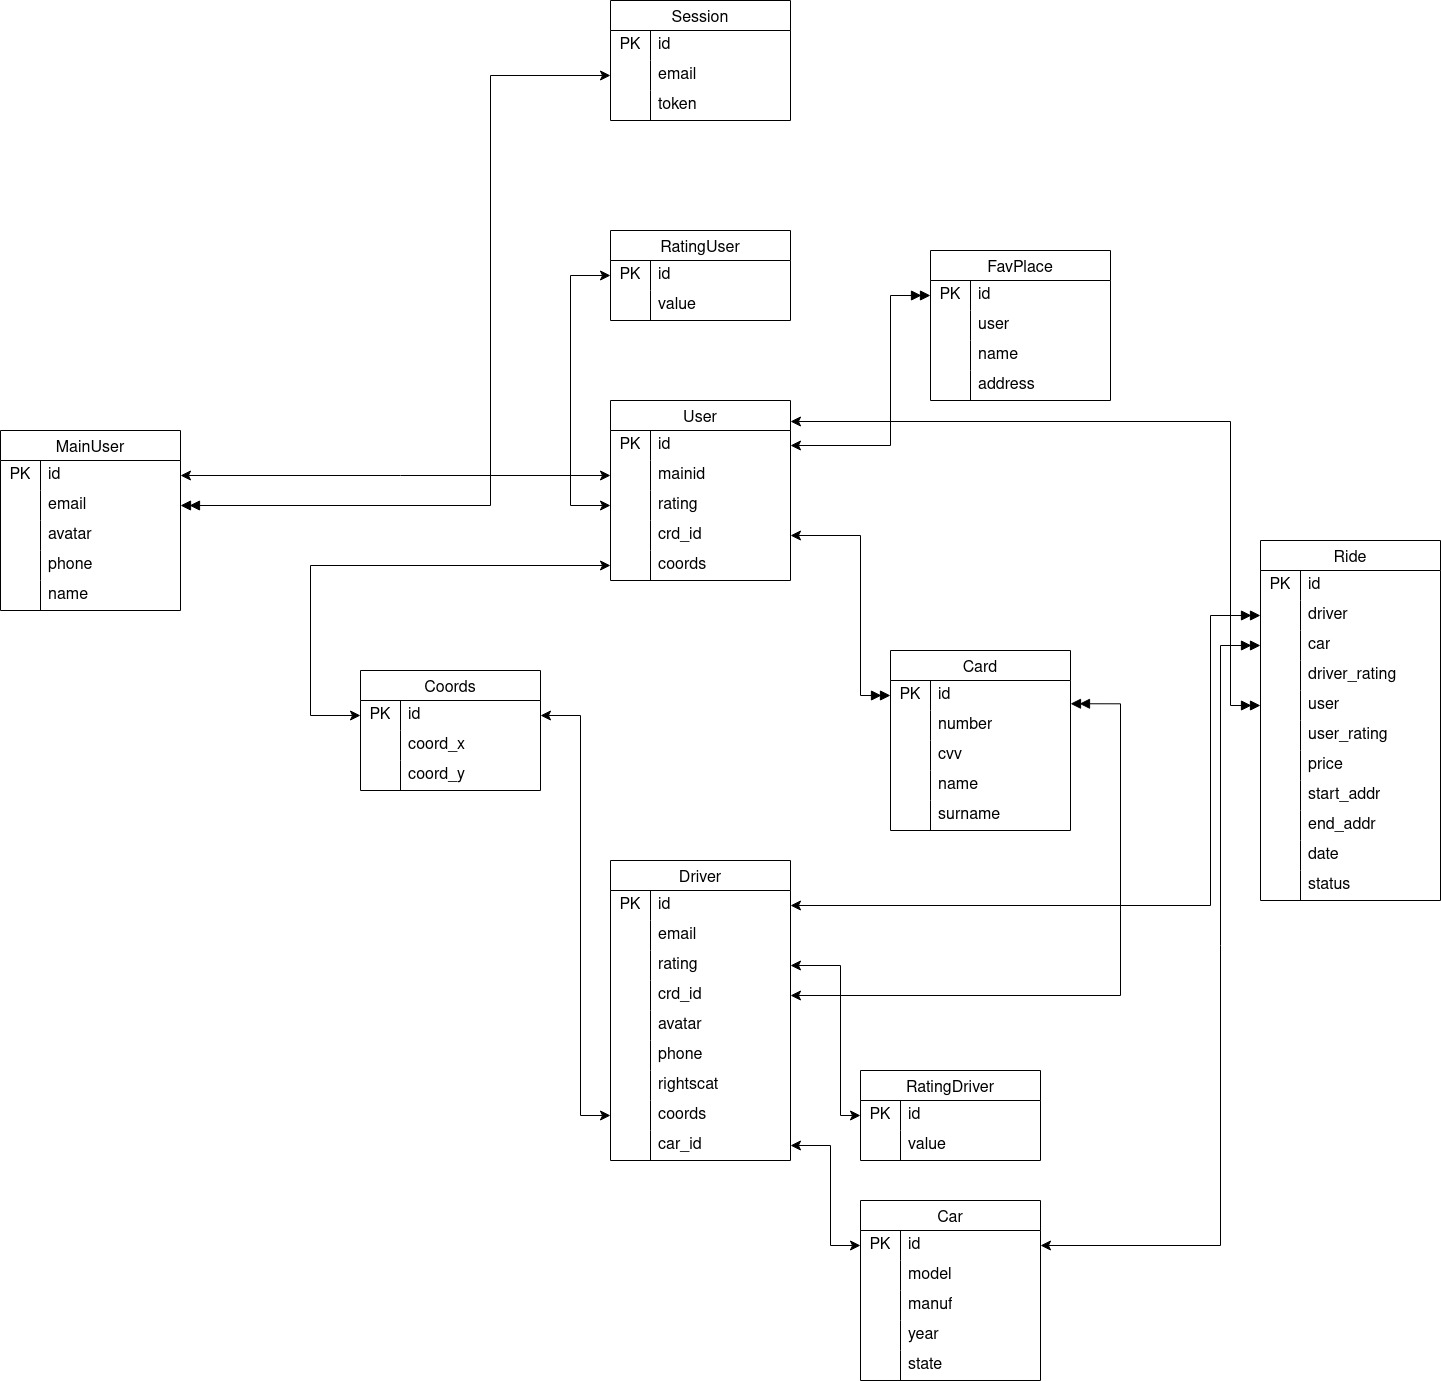 Session
PK id
email
token
RatingUser
PK id
value
FavPlace
PK id
user
name
address
User
PK id
mainid
rating
crd_id
coords
MainUser
PK id
email
avatar
phone
name
Ride
PK id
driver
car
driver_rating
user
user_rating
price
start_addr
end_addr
date
status
Card
PK id
number
cvv
name
surname
Coords
PK id
coord_x
coord_y
Driver
PK id
email
rating
crd_id
avatar
phone
rightscat
coords
car_id
RatingDriver
PK id
value
Car
PK id
model
manuf
year
state